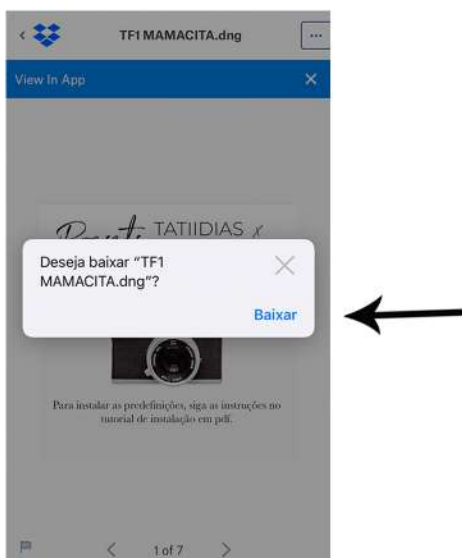 TF1 MAMACITA.dng
View In App
TATIIDIAS x
Deseja baixar “TF1
MAMACITA.dng”?
Baixar
Para instalar as predefinições, siga as instruções no
tutorial de instalação em pdf.
1 of 7